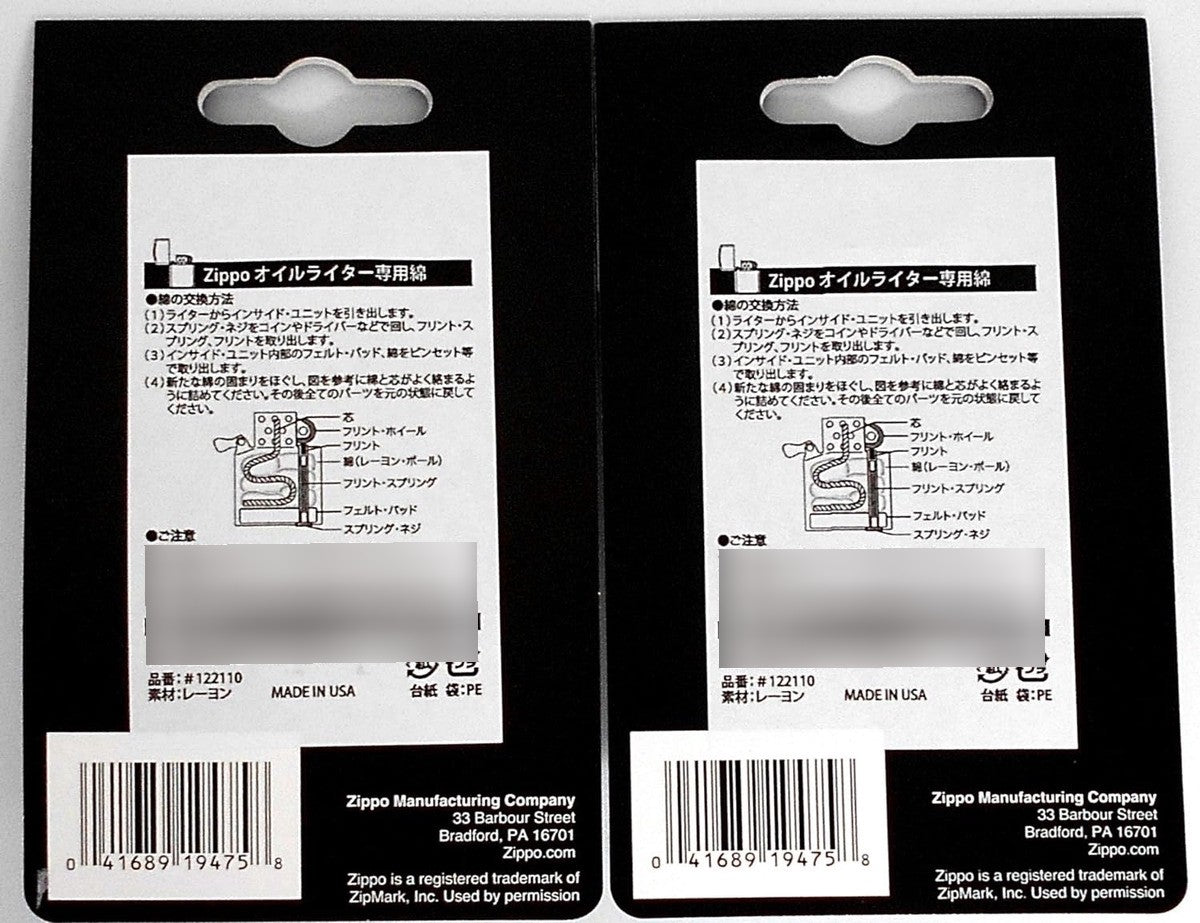 Zippo オイルライター専用綿
●綿の交換方法
(1)ライターからインサイド・ユニットを引き出します。
(2)スプリング・ネジをコインやドライバーなどで回し、フリント・ス
プリング、フリントを取り出します。
(3)インサイド・ユニット内部のフェルト・パッド、綿をピンセット等
で取り出します。
(4)新たな綿の固まりをほぐし、図を参考に綿と芯がよく絡まるよ
うに詰めてください。その後全てのパーツを元の状態に戻して
ください。
芯
フリント・ホイール
フリント
綿(レーヨン・ボール)
フリント・スプリング
フェルト・パッド
スプリング・ネジ
●ご注意
品番:#122110
素材:レーヨン
MADE IN USA
台紙 袋:PE
0 41689 19475 8
Zippo Manufacturing Company
33 Barbour Street
Bradford, PA 16701
Zippo.com
Zippo is a registered trademark of
ZipMark, Inc. Used by permission
Zippo オイルライター専用綿
●綿の交換方法
(1)ライターからインサイド・ユニットを引き出します。
(2)スプリング・ネジをコインやドライバーなどで回し、フリント・ス
プリング、フリントを取り出します。
(3)インサイド・ユニット内部のフェルト・パッド、綿をピンセット等
で取り出します。
(4)新たな綿の固まりをほぐし、図を参考に綿と芯がよく絡まるよ
うに詰めてください。その後全てのパーツを元の状態に戻して
ください。
芯
フリント・ホイール
フリント
綿(レーヨン・ボール)
フリント・スプリング
フェルト・パッド
スプリング・ネジ
●ご注意
品番:#122110
素材:レーヨン
MADE IN USA
台紙 袋:PE
0 41689 19475 8
Zippo Manufacturing Company
33 Barbour Street
Bradford, PA 16701
Zippo.com
Zippo is a registered trademark of
ZipMark, Inc. Used by permission